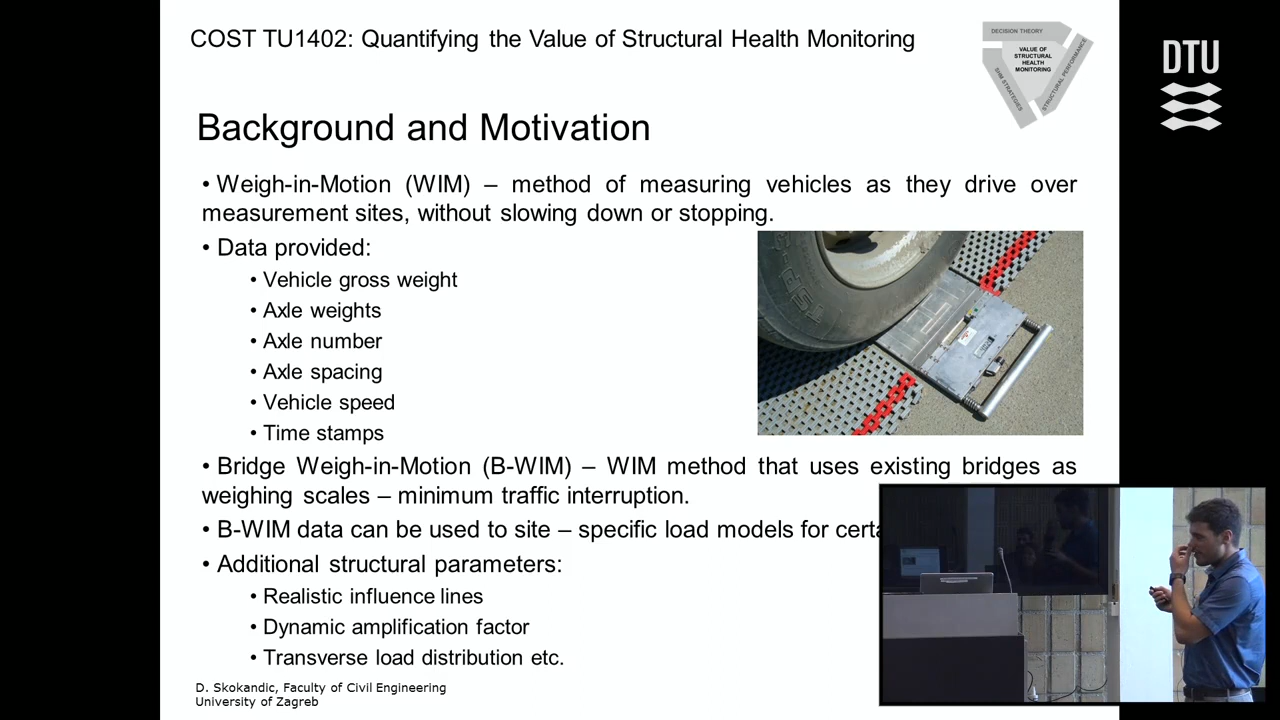 COST TU1402: Quantifying the Value of Structural Health Monitoring
DECISION THEORY
VALUE OF
STRUCTURAL
HEALTH
MONITORING
SHM STRATEGIES
STRUCTURAL PERFORMANCE
DTU
Background and Motivation
• Weigh-in-Motion (WIM) – method of measuring vehicles as they drive over
measurement sites, without slowing down or stopping.
• Data provided:
• Vehicle gross weight
• Axle weights
• Axle number
• Axle spacing
• Vehicle speed
• Time stamps
• Bridge Weigh-in-Motion (B-WIM) – WIM method that uses existing bridges as
weighing scales – minimum traffic interruption.
• B-WIM data can be used to site – specific load models for
• Additional structural parameters:
• Realistic influence lines
• Dynamic amplification factor
• Transverse load distribution etc.
D. Skokandic, Faculty of Civil Engineering
University of Zagreb